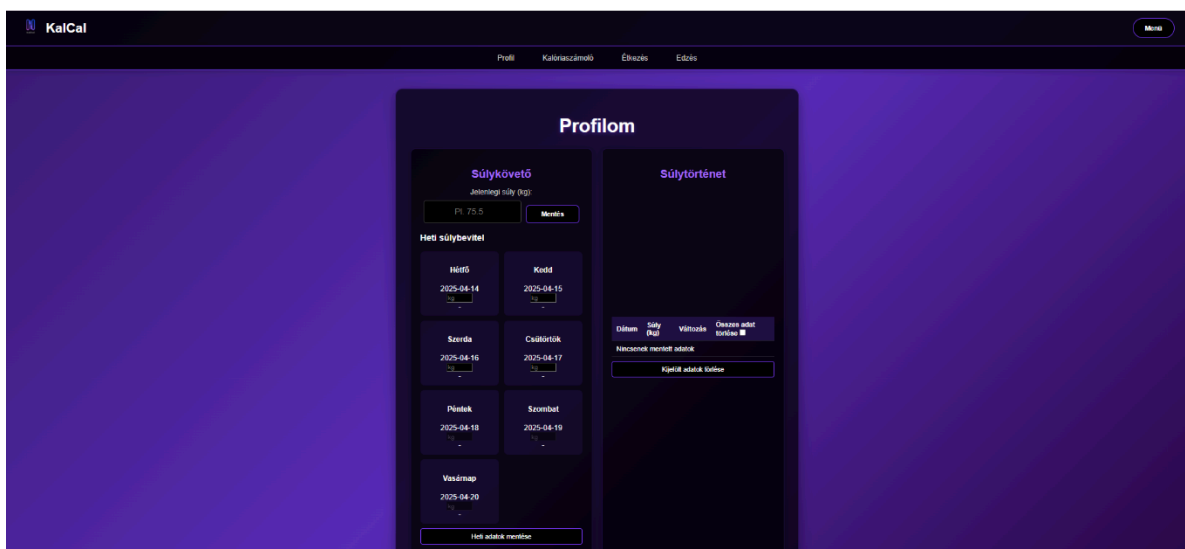 KalCal
Menü
Profil Kalóriaszámoló Étkezés Edzés
Profilom
Súlykövető
Jelenlegi súly (kg):
Pl. 75.5 Mentés
Heti súlybevitel
Hétfő Kedd
2025-04-14 2025-04-15
kg kg
- -
Szerda Csütörtök
2025-04-16 2025-04-17
kg kg
- -
Péntek Szombat
2025-04-18 2025-04-19
kg kg
- -
Vasárnap
2025-04-20
kg
-
Heti adatok mentése
Súlytörténet
Dátum Súly (kg) Változás Összes adat törlése
Nincsenek mentett adatok
Kijelölt adatok törlése